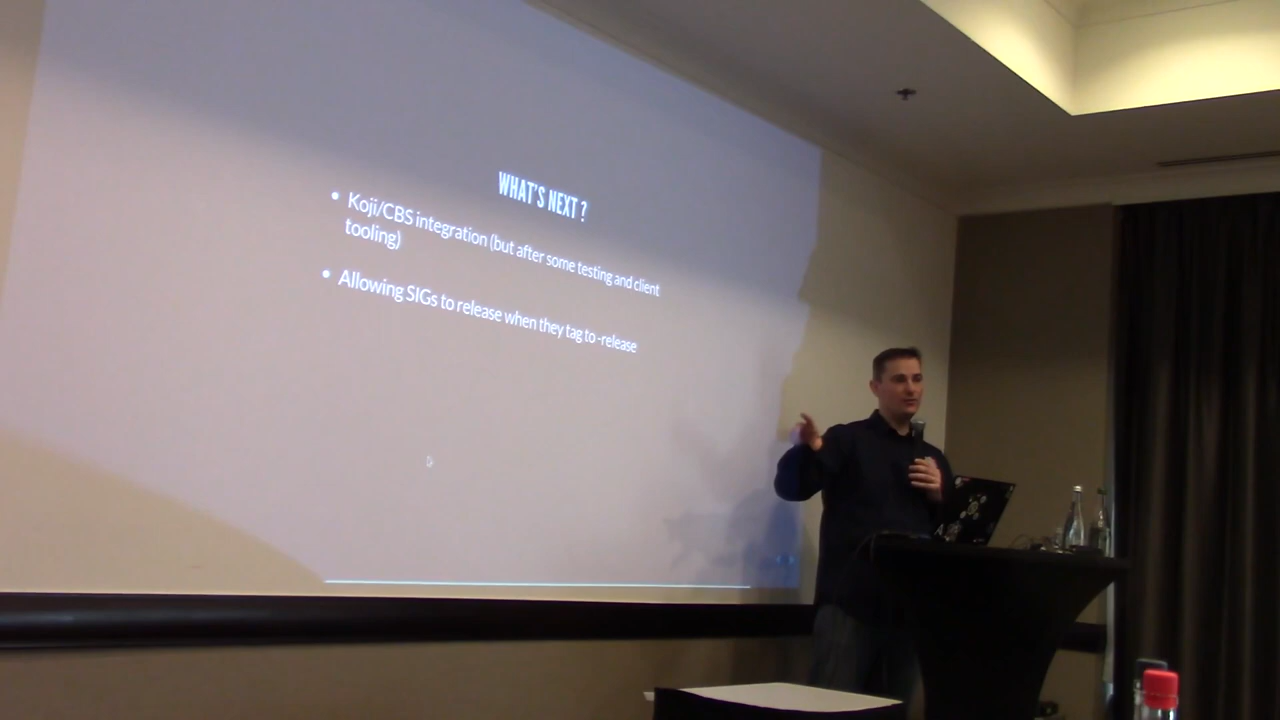 WHAT'S NEXT ?
• Koji/CBS integration (but after some testing and client
tooling)
• Allowing SIGs to release when they tag to -release